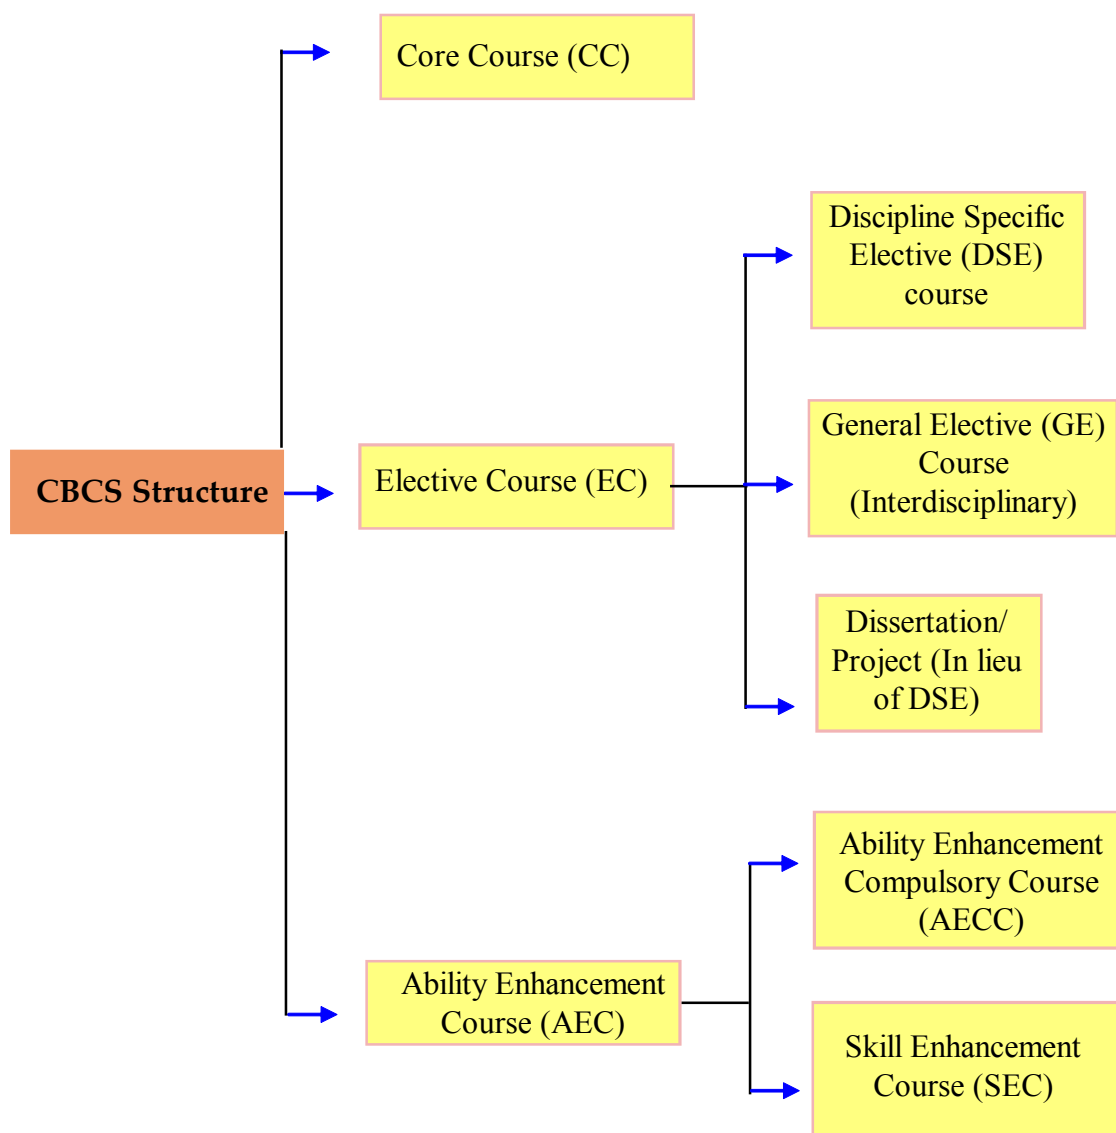 Core Course (CC)
Discipline Specific
Elective (DSE)
course
General Elective (GE)
Course
(Interdisciplinary)
CBCS Structure
Elective Course (EC)
Dissertation/
Project (In lieu
of DSE)
Ability Enhancement
Compulsory Course
(AECC)
Ability Enhancement
Course (AEC)
Skill Enhancement
Course (SEC)